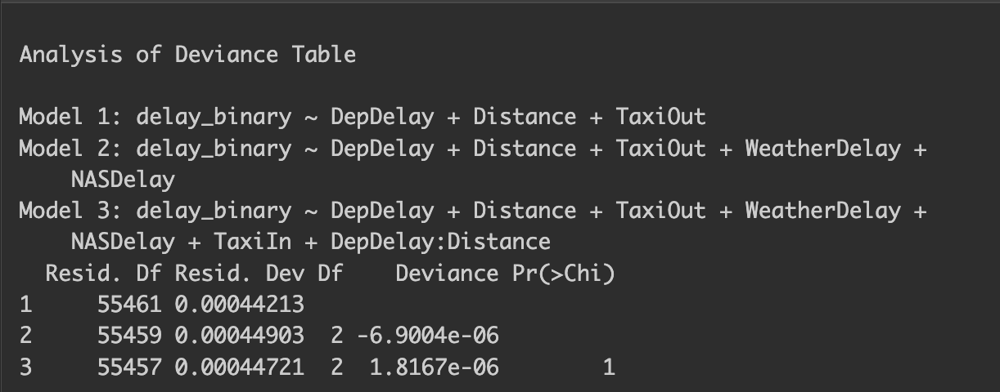 Analysis of Deviance Table

Model 1: delay_binary ~ DepDelay + Distance + TaxiOut
Model 2: delay_binary ~ DepDelay + Distance + TaxiOut + WeatherDelay +
    NASDelay
Model 3: delay_binary ~ DepDelay + Distance + TaxiOut + WeatherDelay +
    NASDelay + TaxiIn + DepDelay:Distance
  Resid. Df Resid. Dev Df    Deviance Pr(>Chi)
1     55461 0.00044213
2     55459 0.00044903  2 -6.9004e-06
3     55457 0.00044721  2  1.8167e-06        1